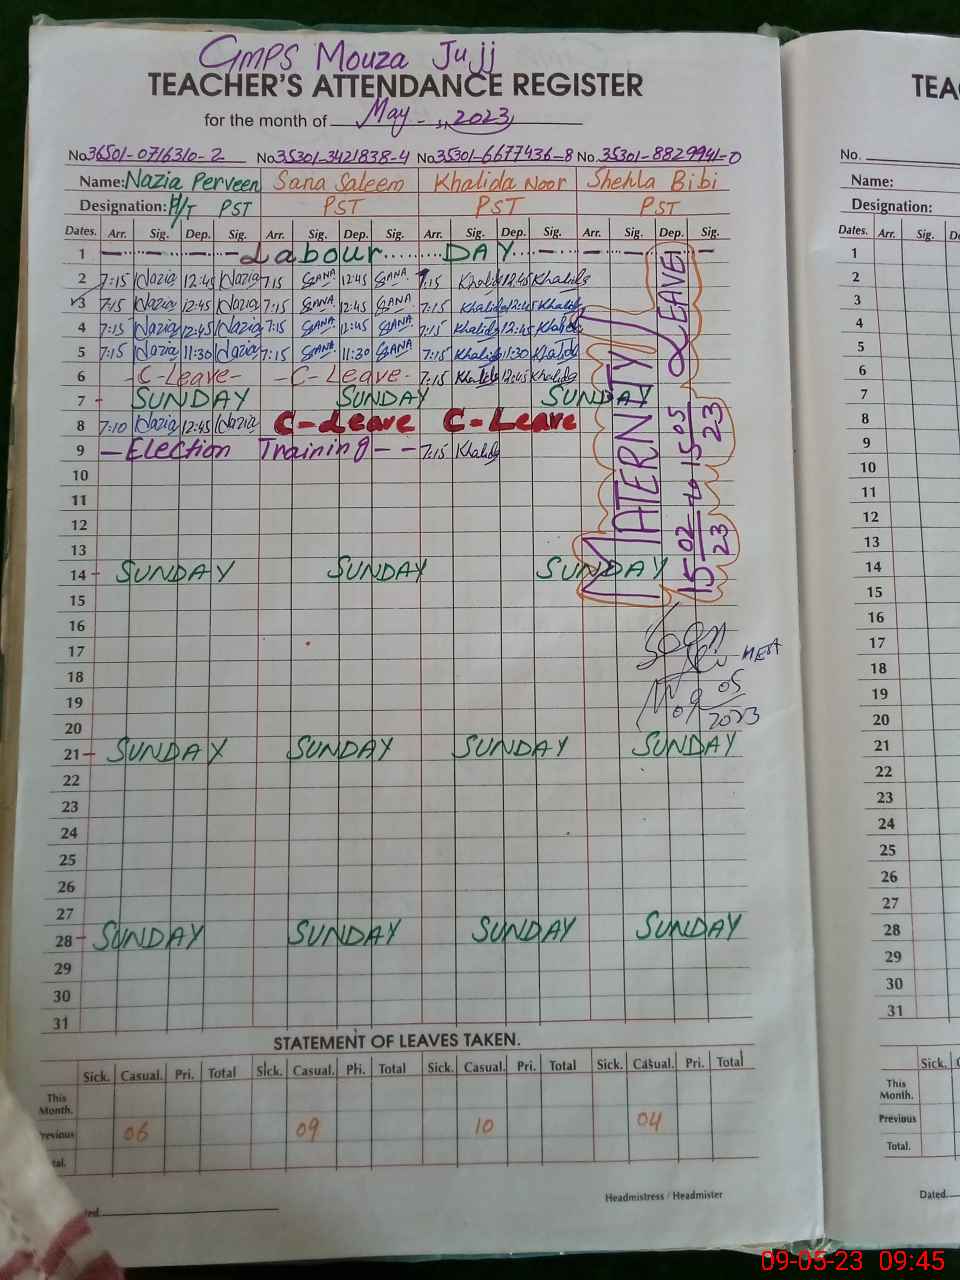 GMPS Mouza Jujj
TEACHER'S ATTENDANCE REGISTER
for the month of May - 2023
No 36501-0716310-2 No 35301-3421838-4 No 35301-6677436-8 No. 35301-8829941-0
Name: Nazia Perveen Sana Saleem Khalida Noor Shehla Bibi
Designation: H/T PST PST PST PST
Dates. Arr. Sig. Dep. Sig. Arr. Sig. Dep. Sig. Arr. Sig. Dep. Sig. Arr. Sig. Dep. Sig.
1 Labour DAY
2 7:15 Nazia 12:45 Nazia 7:15 SANA 12:45 SANA 7:15 Khalida 12:45 Khalida
3 7:15 Nazia 12:45 Nazia 7:15 SANA 12:45 SANA 7:15 Khalida 12:45 Khalida
4 7:15 Nazia 12:45 Nazia 7:15 SANA 12:45 SANA 7:15 Khalida 12:45 Khalida
5 7:15 Nazia 11:30 Nazia 7:15 SANA 11:30 SANA 7:15 Khalida 11:30 Khalida
6 -C-Leave- -C-Leave- 7:15 Khalida 12:45 Khalida
7 - SUNDAY SUNDAY SUNDAY
8 7:10 Nazia 12:45 Nazia C-Leave C-Leave
9 -Election Training - - 7:15 Khalida
MATERNITY LEAVE
15 02/23 to 15 05/23
10
11
12
13
14 - SUNDAY SUNDAY SUNDAY
15
16
17
Seen
MEA
18
19
09 05/2023
20
21 - SUNDAY SUNDAY SUNDAY SUNDAY
22
23
24
25
26
27
28 - SUNDAY SUNDAY SUNDAY SUNDAY
29
30
31
STATEMENT OF LEAVES TAKEN.
Sick. Casual. Pri. Total Sick. Casual. Pri. Total Sick. Casual. Pri. Total Sick. Casual. Pri. Total
This Month.
Previous 06 09 10 04
tal.
Headmistress / Headmister
ed.
TEA
No.
Name:
Designation:
Dates. Arr. Sig. D
1
2
3
4
5
6
7
8
9
10
11
12
13
14
15
16
17
18
19
20
21
22
23
24
25
26
27
28
29
30
31
Sick.
This Month.
Previous
Total.
Dated.
09-05-23 09:45